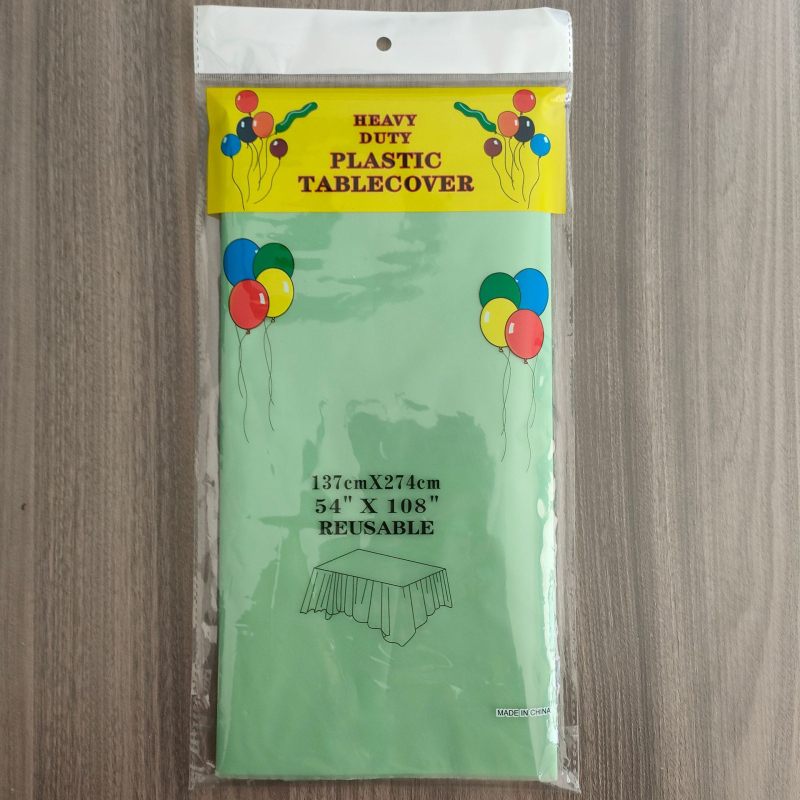 HEAVY
DUTY
PLASTIC
TABLECOVER
137cmX274cm
54" X 108"
REUSABLE
MADE IN CHINA